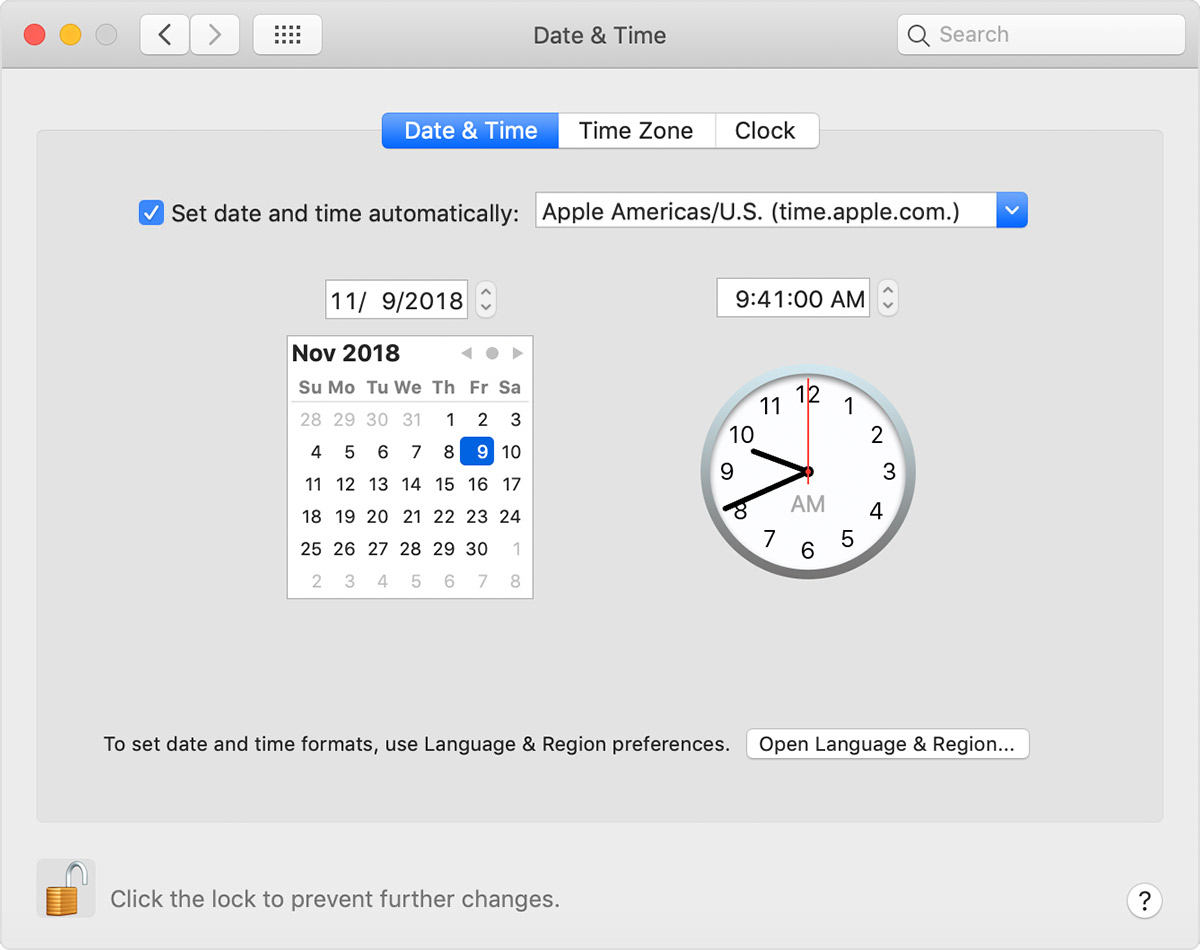 Date & Time
Search
Date & Time Time Zone Clock
Set date and time automatically: Apple Americas/U.S. (time.apple.com.)
11/ 9/2018
9:41:00 AM
Nov 2018
Su Mo Tu We Th Fr Sa
28 29 30 31 1 2 3
4 5 6 7 8 9 10
11 12 13 14 15 16 17
18 19 20 21 22 23 24
25 26 27 28 29 30 1
2 3 4 5 6 7 8
12
11 1
10 2
9 3
AM
8 4
7 5
6
To set date and time formats, use Language & Region preferences. Open Language & Region...
Click the lock to prevent further changes.
?